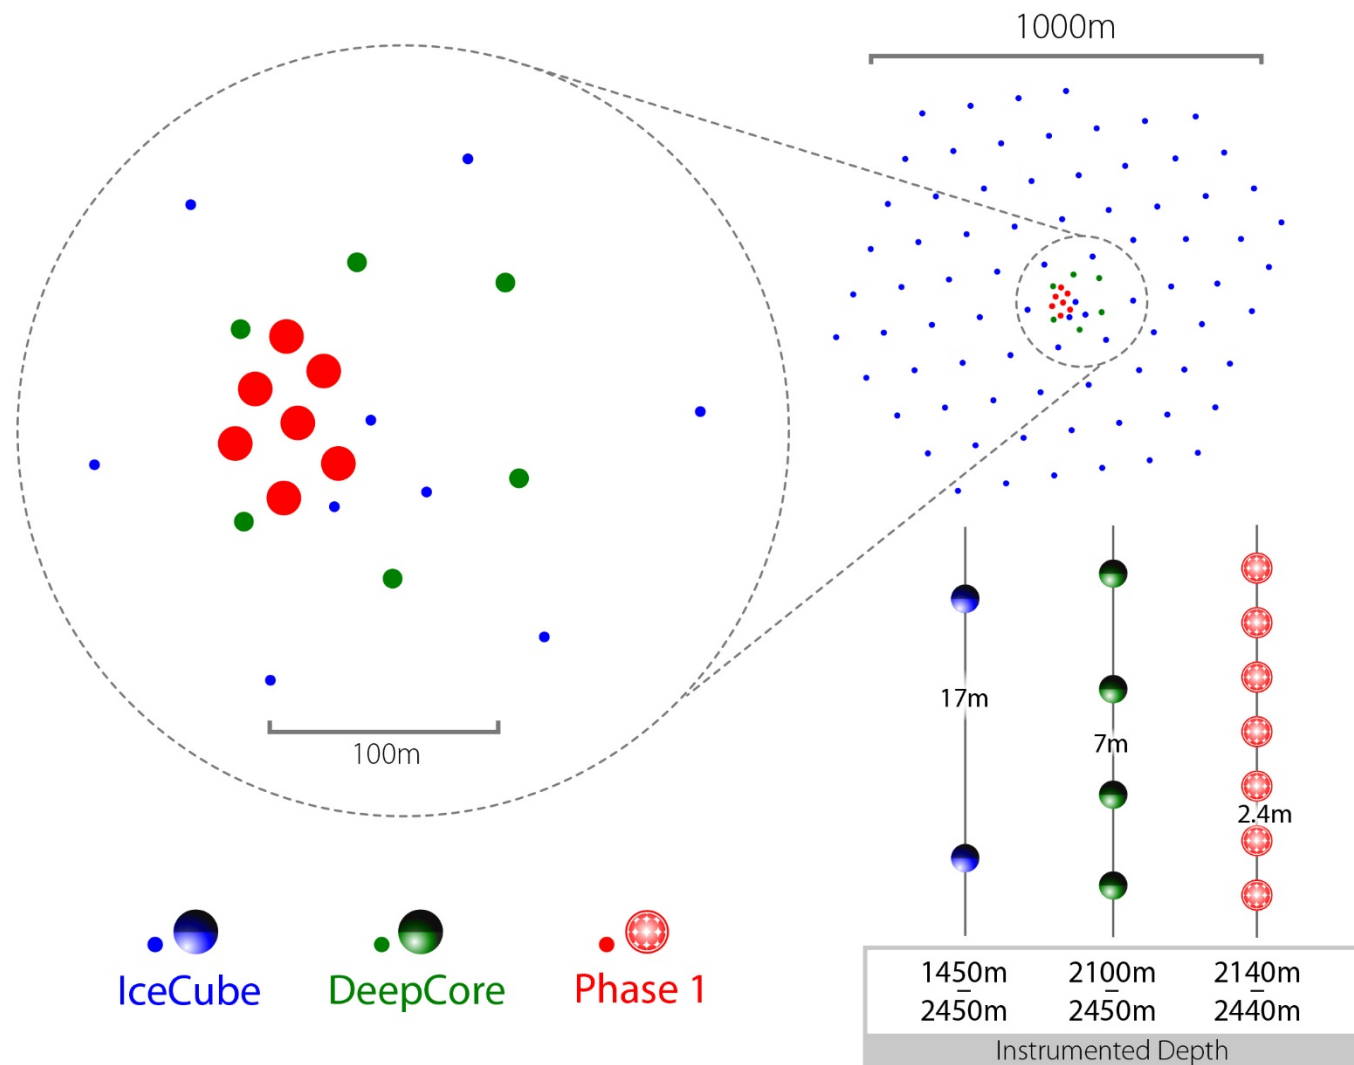 1000m
100m
17m
7m
2.4m
IceCube
DeepCore
Phase 1
1450m
–
2450m
2100m
–
2450m
2140m
–
2440m
Instrumented Depth